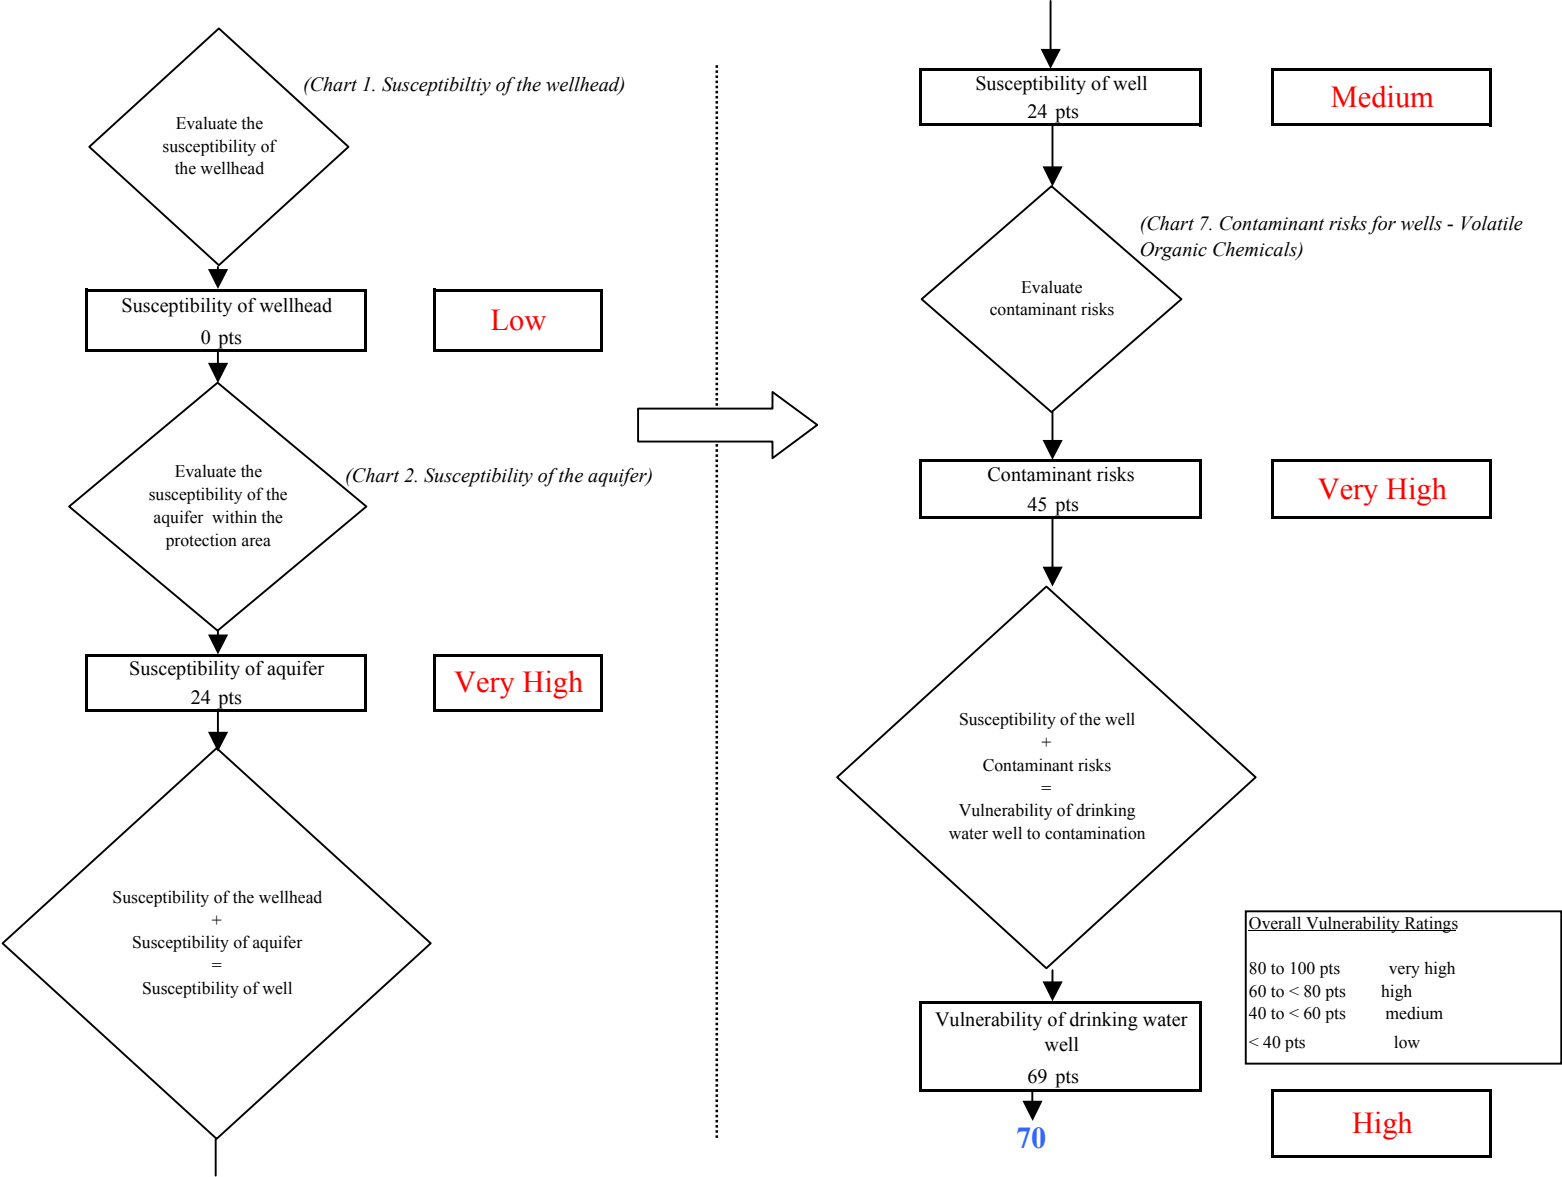 (Chart 1. Susceptibiltiy of the wellhead)
Evaluate the
susceptibility of
the wellhead
Susceptibility of wellhead
0 pts
Low
Evaluate the
susceptibility of the
aquifer within the
protection area
(Chart 2. Susceptibility of the aquifer)
Susceptibility of aquifer
24 pts
Very High
Susceptibility of the wellhead
+
Susceptibility of aquifer
=
Susceptibility of well
Susceptibility of well
24 pts
Medium
(Chart 7. Contaminant risks for wells - Volatile
Organic Chemicals)
Evaluate
contaminant risks
Contaminant risks
45 pts
Very High
Susceptibility of the well
+
Contaminant risks
=
Vulnerability of drinking
water well to contamination
Overall Vulnerability Ratings
80 to 100 pts very high
60 to < 80 pts high
40 to < 60 pts medium
< 40 pts low
Vulnerability of drinking water
well
69 pts
70
High